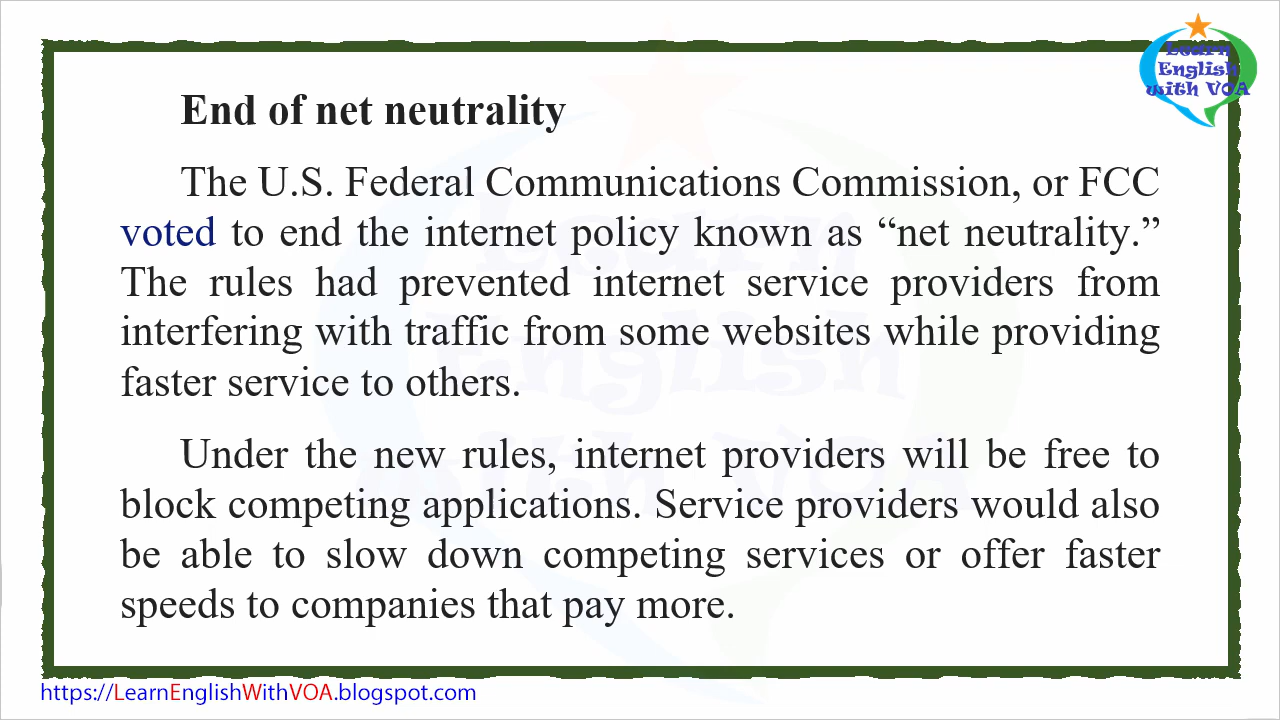 Learn
English
with VOA
End of net neutrality
The U.S. Federal Communications Commission, or FCC
voted to end the internet policy known as “net neutrality.”
The rules had prevented internet service providers from
interfering with traffic from some websites while providing
faster service to others.
Under the new rules, internet providers will be free to
block competing applications. Service providers would also
be able to slow down competing services or offer faster
speeds to companies that pay more.
https://LearnEnglishWithVOA.blogspot.com